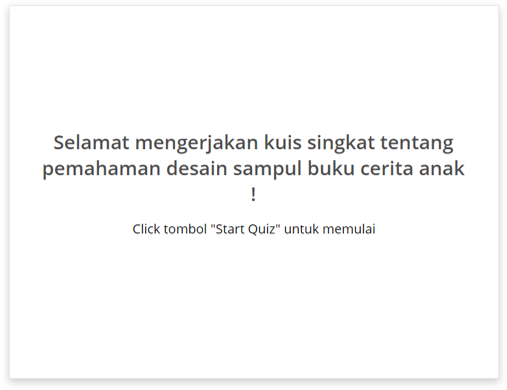 Selamat mengerjakan kuis singkat tentang
pemahaman desain sampul buku cerita anak
!
Click tombol "Start Quiz" untuk memulai